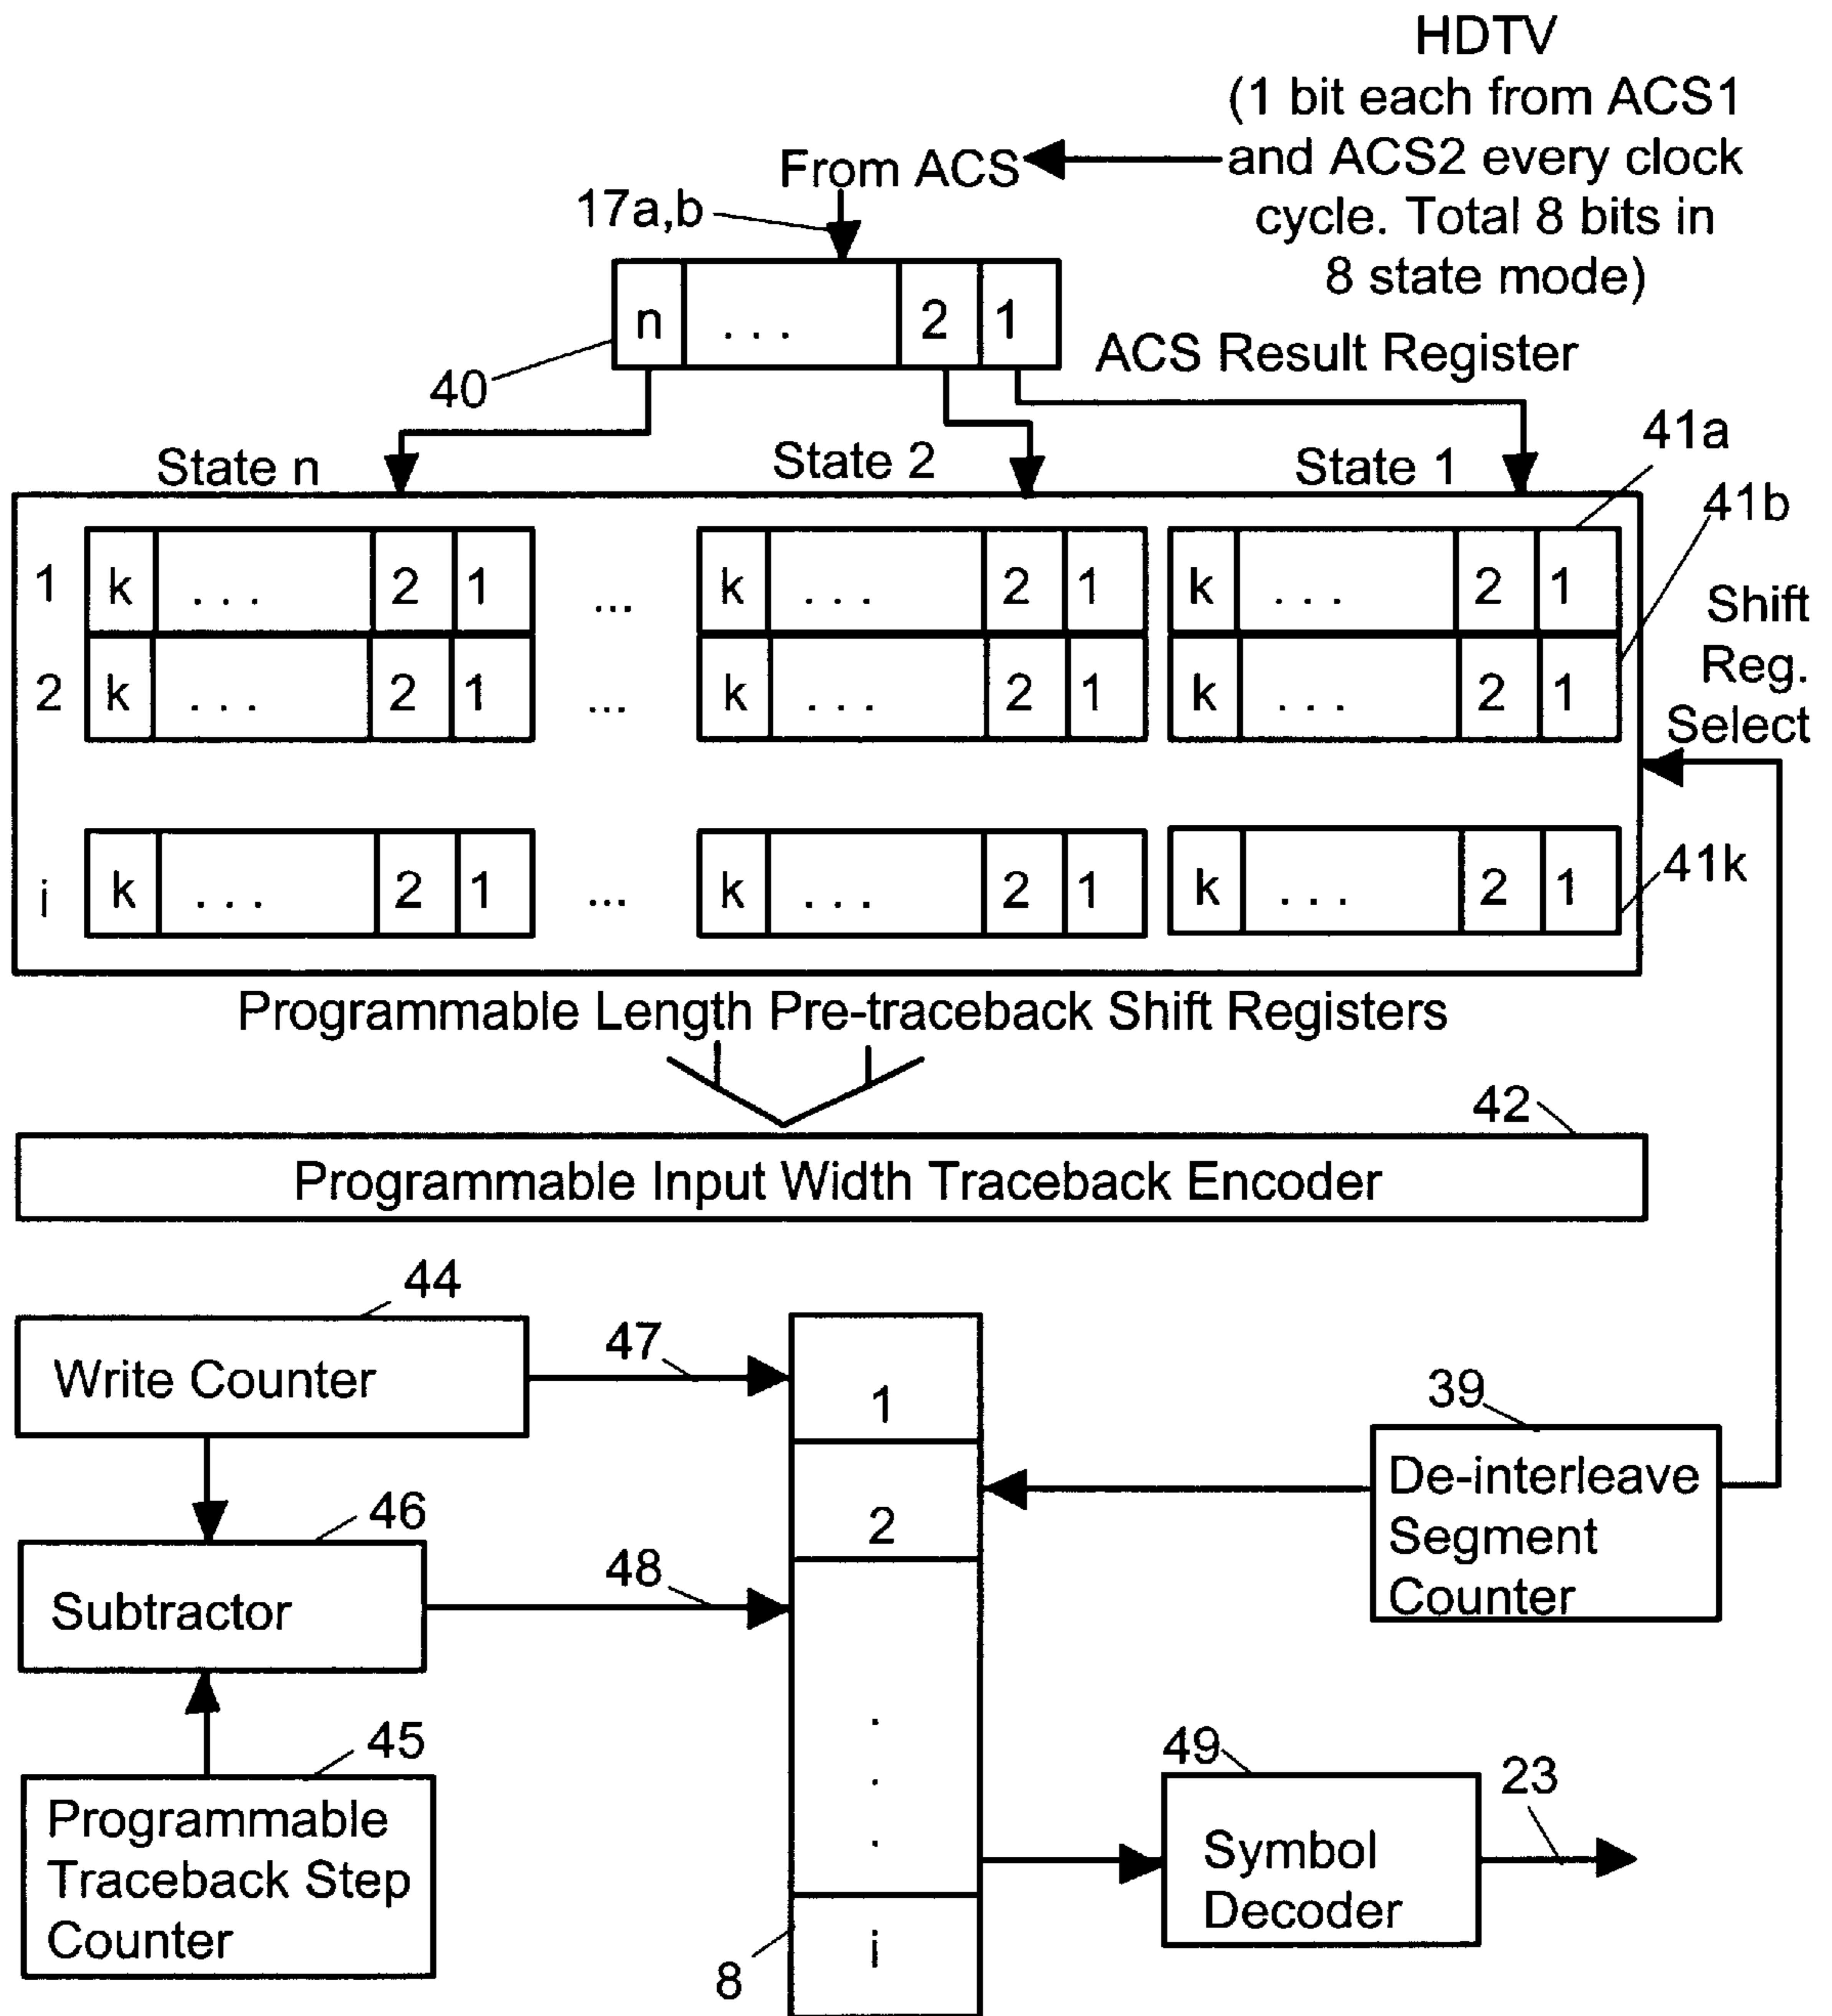 HDTV
(1 bit each from ACS1
and ACS2 every clock
cycle. Total 8 bits in
8 state mode)
From ACS
17a,b
n ... 2 1
ACS Result Register
40
State n State 2 State 1
41a
41b
1 k ... 2 1 ... k ... 2 1 k ... 2 1
2 k ... 2 1 ... k ... 2 1 k ... 2 1
Shift
Reg.
Select
i k ... 2 1 ... k ... 2 1 k ... 2 1
41k
Programmable Length Pre-traceback Shift Registers
42
Programmable Input Width Traceback Encoder
44
Write Counter
47
1
2
.
.
.
i
8
39
De-interleave
Segment
Counter
46
Subtractor
48
45
Programmable
Traceback Step
Counter
49
Symbol
Decoder
23